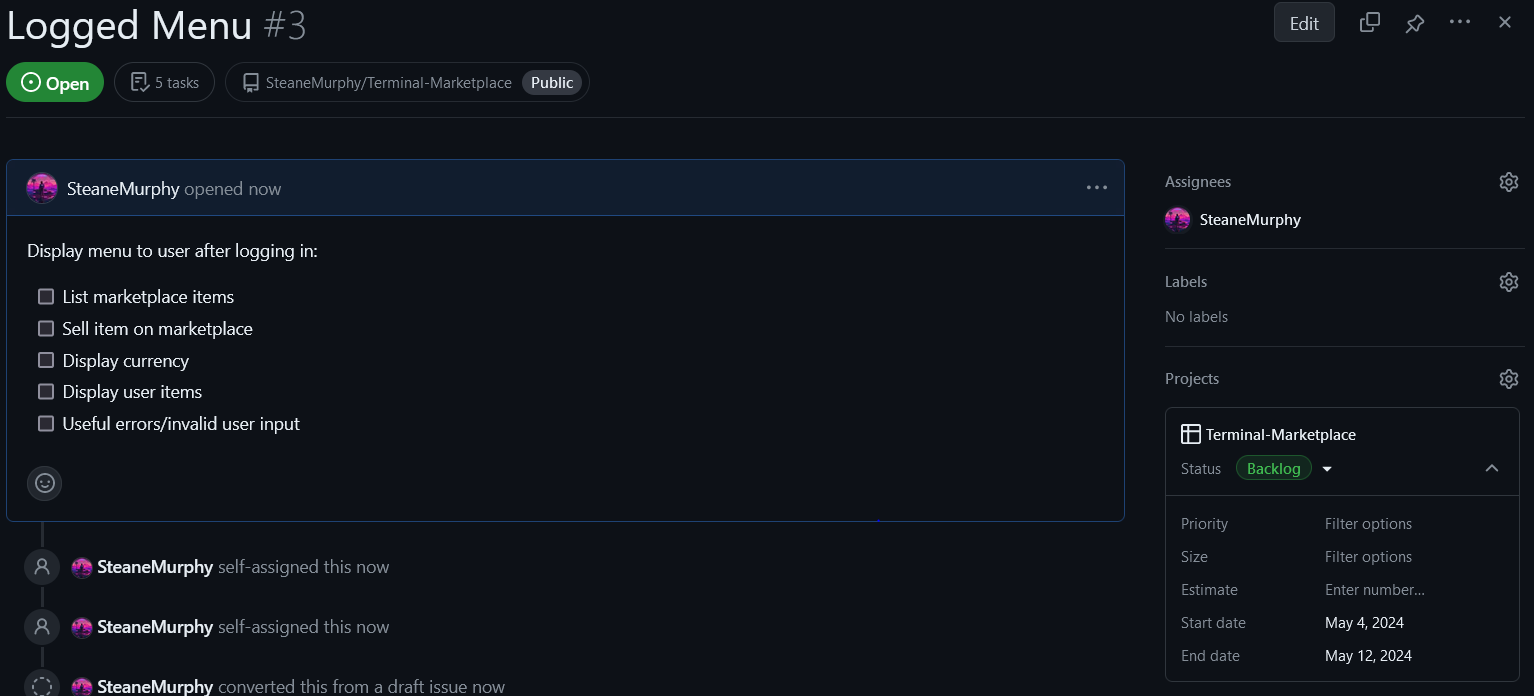 Logged Menu #3
Edit
Open
5 tasks
SteaneMurphy/Terminal-Marketplace
Public
SteaneMurphy opened now
Display menu to user after logging in:
List marketplace items
Sell item on marketplace
Display currency
Display user items
Useful errors/invalid user input
SteaneMurphy self-assigned this now
SteaneMurphy self-assigned this now
SteaneMurphy converted this from a draft issue now
Assignees
SteaneMurphy
Labels
No labels
Projects
Terminal-Marketplace
Status Backlog
Priority Filter options
Size Filter options
Estimate Enter number...
Start date May 4, 2024
End date May 12, 2024